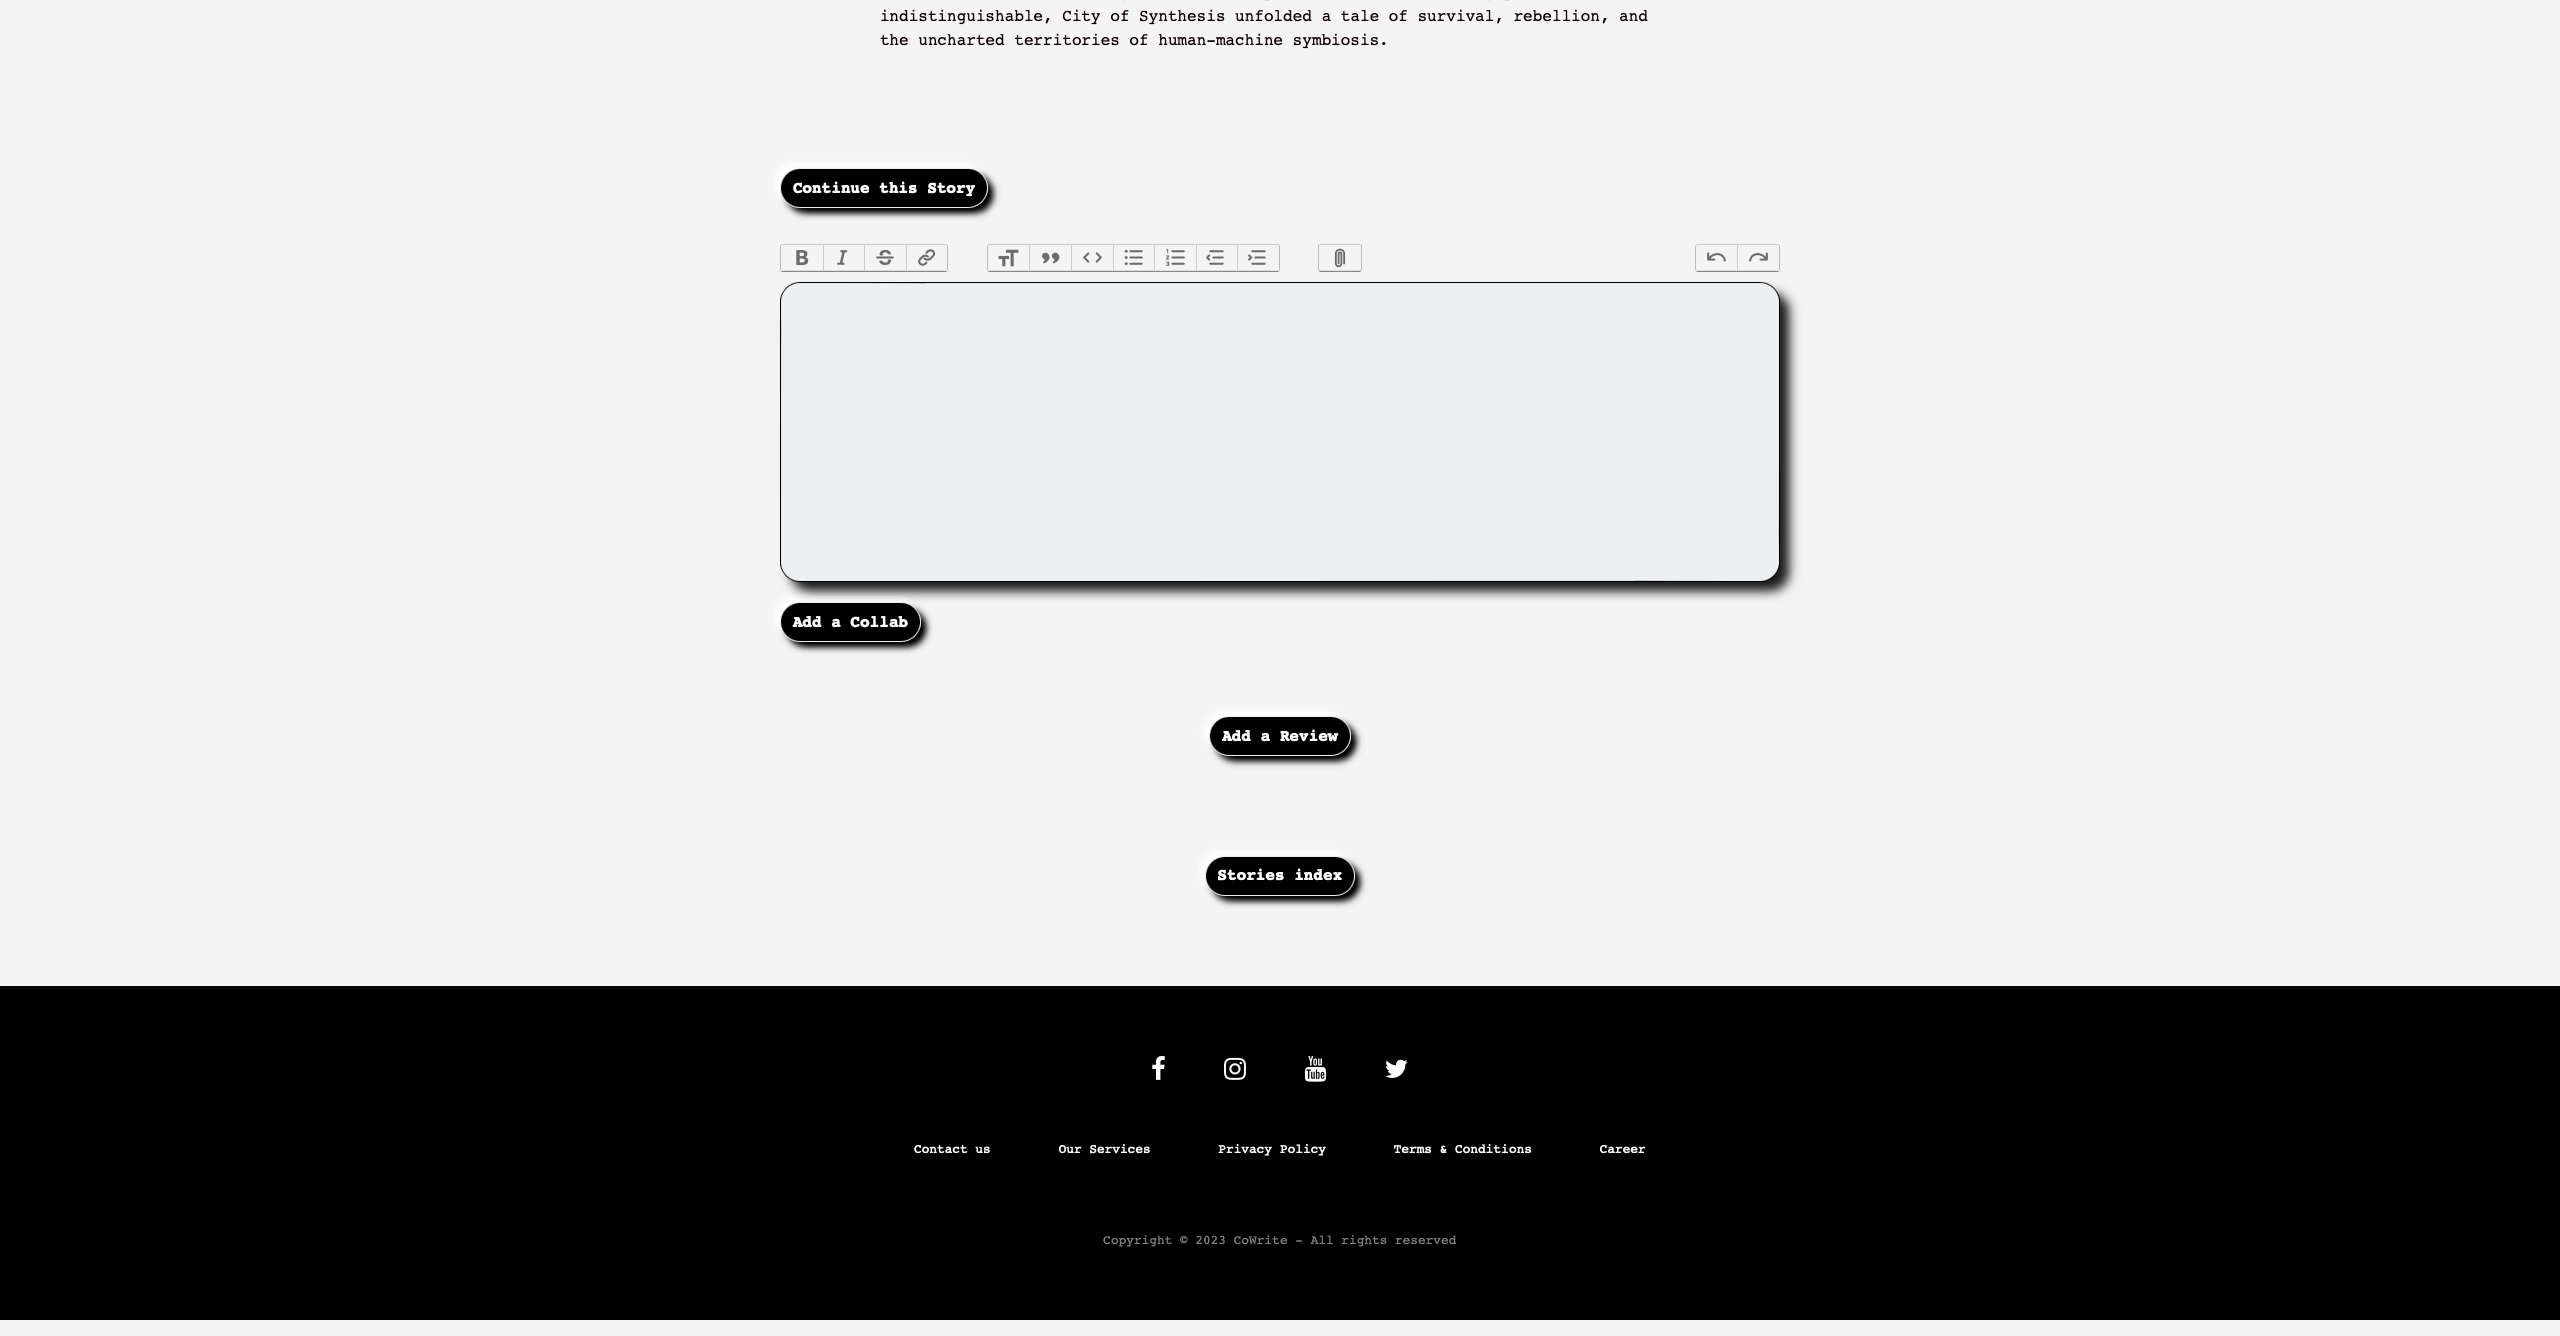 indistinguishable, City of Synthesis unfolded a tale of survival, rebellion, and
the uncharted territories of human-machine symbiosis.
Continue this Story
Add a Collab
Add a Review
Stories index
You
Tube
Contact us Our Services Privacy Policy Terms & Conditions Career
Copyright © 2023 CoWrite - All rights reserved